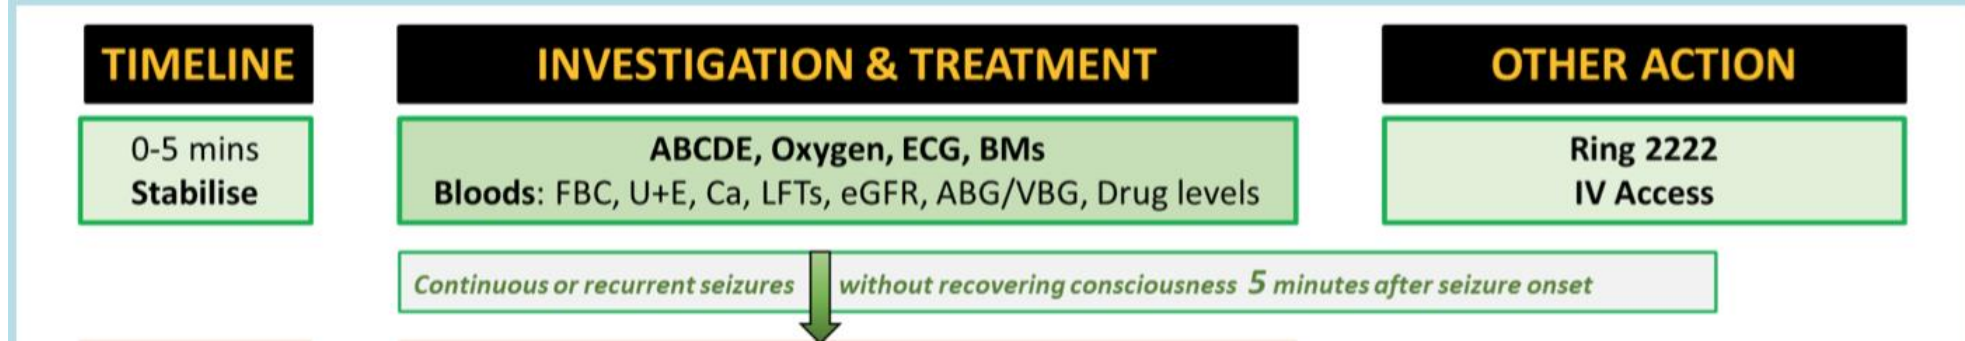 TIMELINE
INVESTIGATION & TREATMENT
OTHER ACTION
0-5 mins
Stabilise
ABCDE, Oxygen, ECG, BMs
Bloods: FBC, U+E, Ca, LFTs, eGFR, ABG/VBG, Drug levels
Ring 2222
IV Access
Continuous or recurrent seizures without recovering consciousness 5 minutes after seizure onset